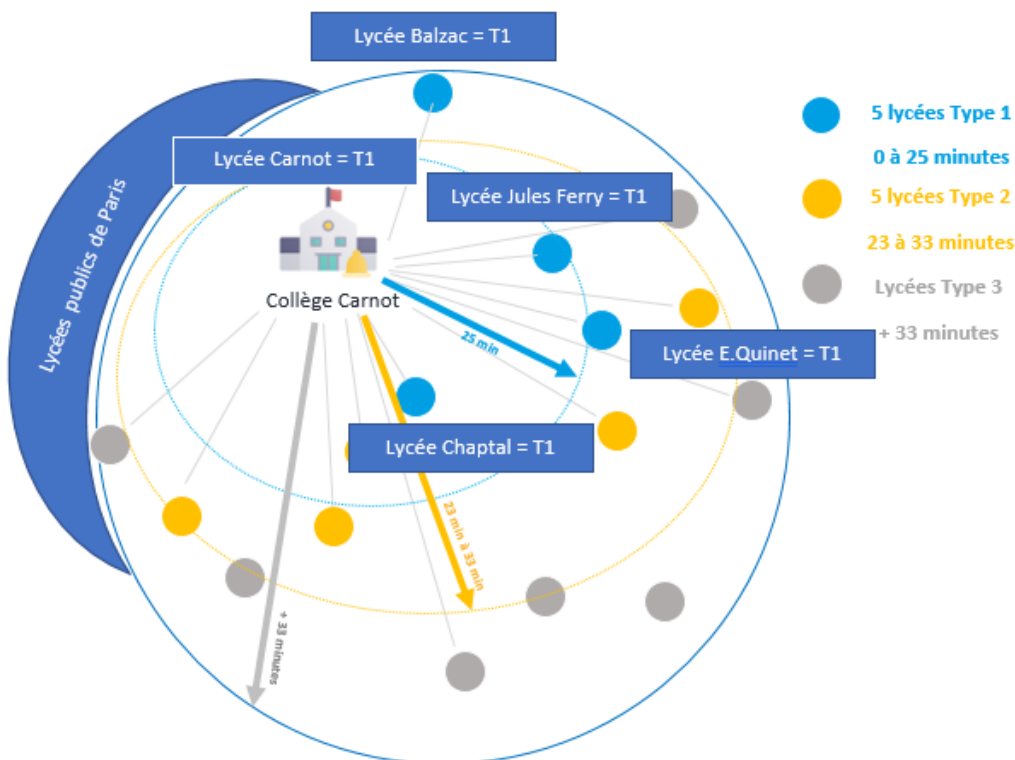 Lycée Balzac = T1
Lycée Carnot = T1
Lycée Jules Ferry = T1
Lycées publics de Paris
Collège Carnot
25 min
Lycée E.Quinet = T1
Lycée Chaptal = T1
23 min à 33 min
+ 33 minutes
5 lycées Type 1
0 à 25 minutes
5 lycées Type 2
23 à 33 minutes
Lycées Type 3
+ 33 minutes